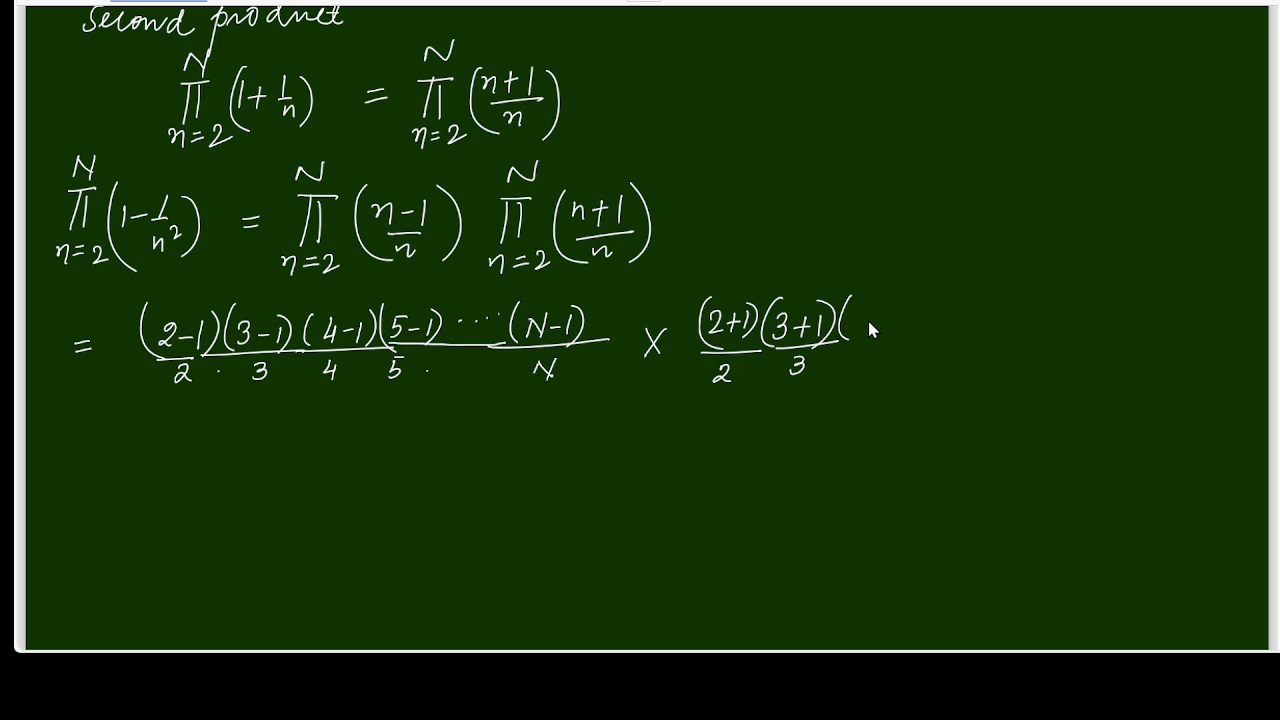 Second product
N∏n=2 (1 + 1/n) = N∏n=2 ((n+1)/n)
N∏n=2 (1 - 1/n²) = N∏n=2 ((n-1)/n) N∏n=2 ((n+1)/n)
= (2-1)(3-1)(4-1)(5-1) ..... (N-1) / 2 . 3 4 5 . N × (2+1)/2 (3+1)/3 (